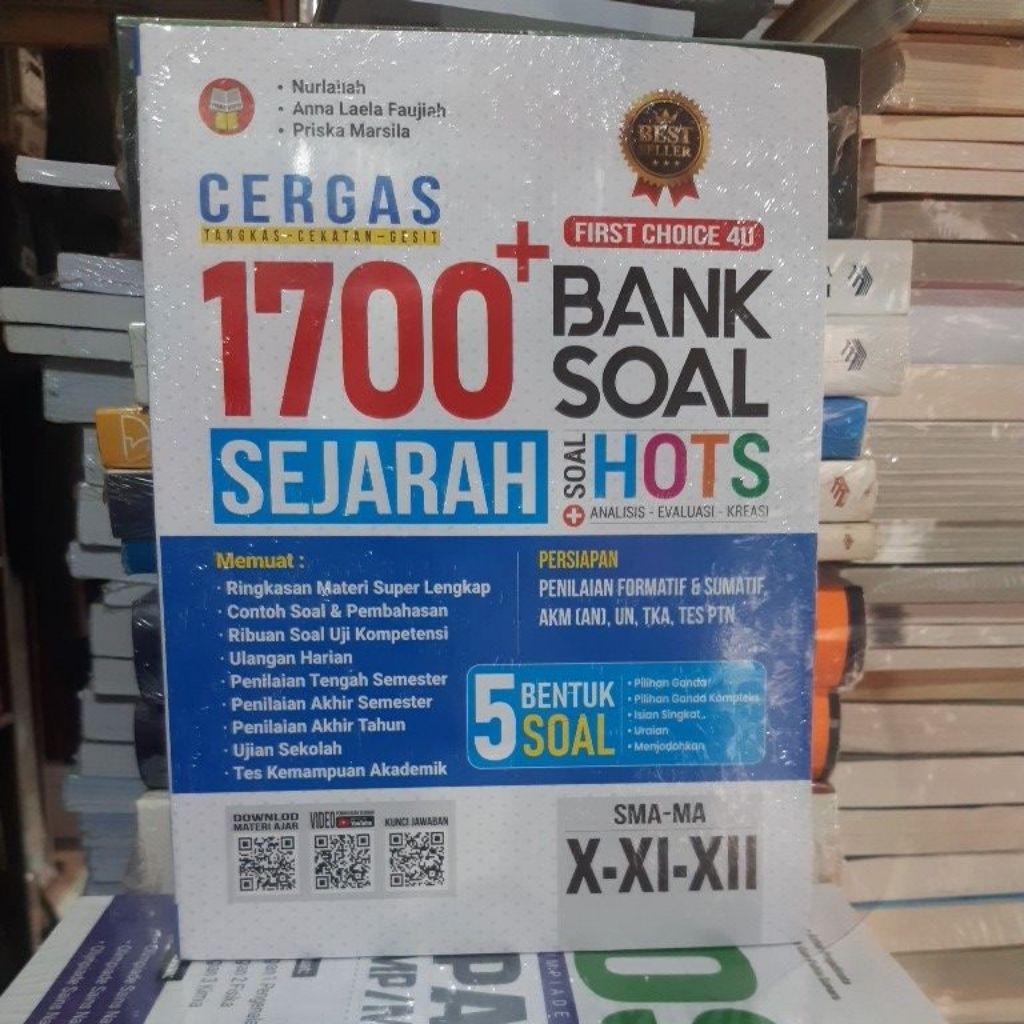 • Nurlailah
• Anna Laela Faujiah
• Priska Marsila
BEST
SELLER
CERGAS
TANGKAS-CEKATAN-GESIT
FIRST CHOICE 4U
1700+
BANK
SOAL
SEJARAH
+ SOAL
HOTS
ANALISIS - EVALUASI - KREASI
Memuat :
· Ringkasan Materi Super Lengkap
· Contoh Soal & Pembahasan
· Ribuan Soal Uji Kompetensi
· Ulangan Harian
· Penilaian Tengah Semester
· Penilaian Akhir Semester
· Penilaian Akhir Tahun
· Ujian Sekolah
· Tes Kemampuan Akademik
PERSIAPAN
PENILAIAN FORMATIF & SUMATIF
AKM (AN), UN, TKA, TES PTN
5 BENTUK
SOAL
• Pilihan Ganda
• Pilihan Ganda Kompleks
• Isian Singkat
• Uraian
• Menjodohkan
DOWNLOD
MATERI AJAR
VIDEO
KUNCI JAWABAN
SMA-MA
X-XI-XII